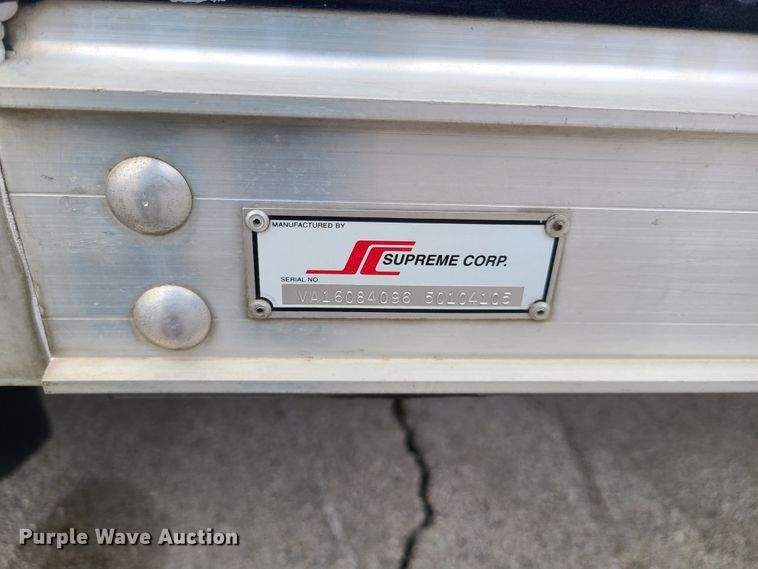 MANUFACTURED BY
SUPREME CORP.
SERIAL NO.
VA16084096 50104105
Purple Wave Auction